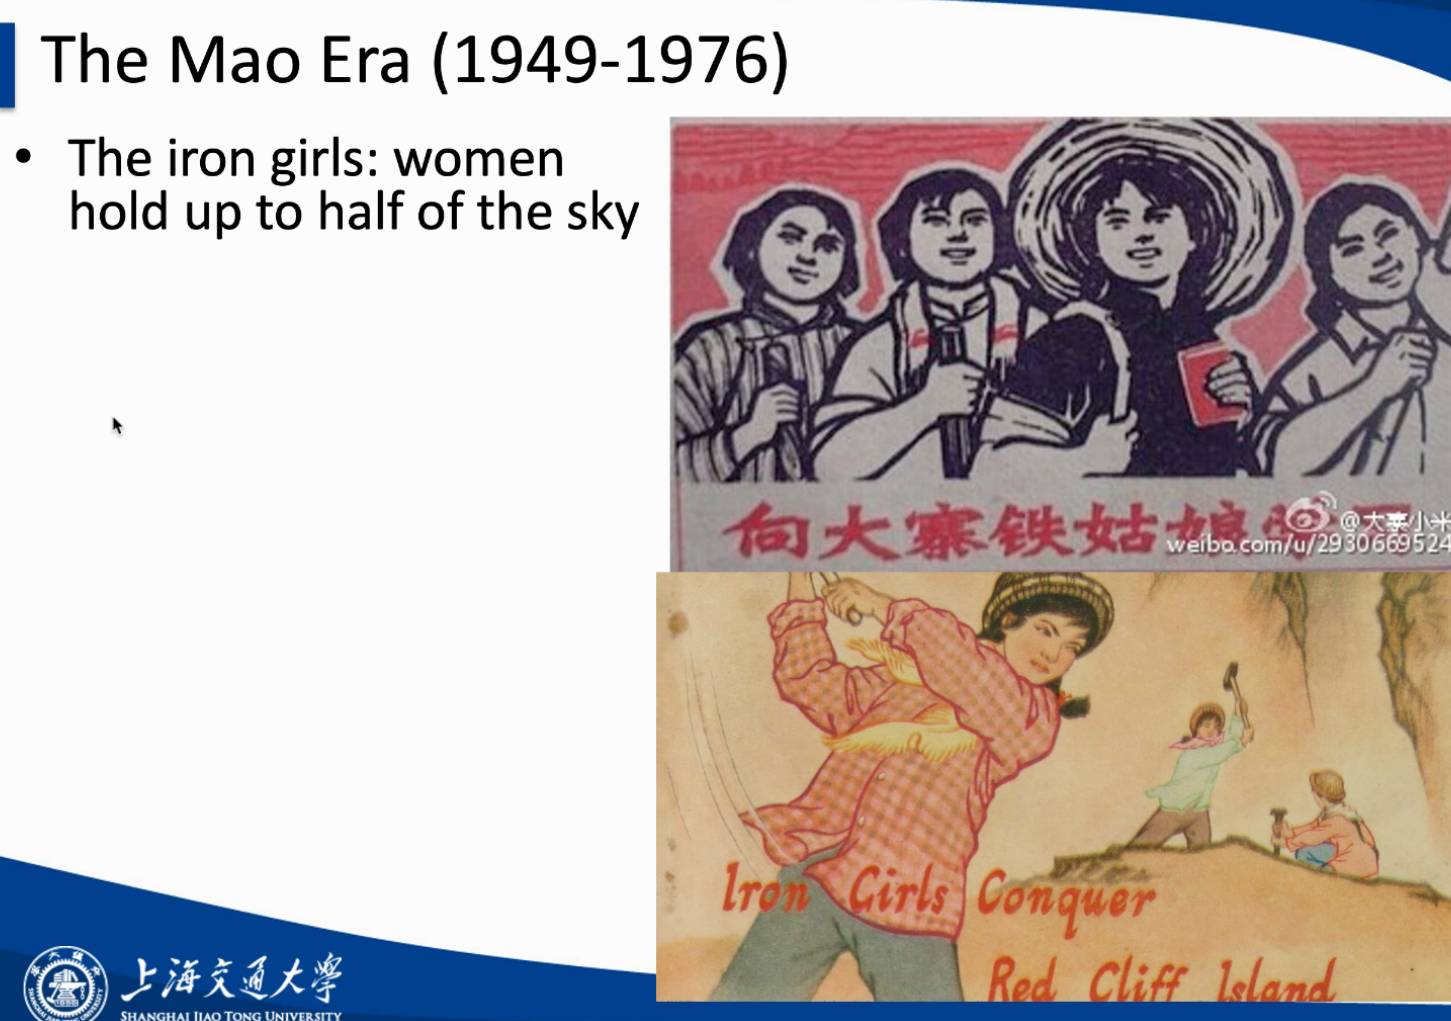 The Mao Era (1949-1976)
• The iron girls: women
hold up to half of the sky
向大寨铁姑娘
@大寨小米
weibo.com/u/2930669524
Iron Girls Conquer
Red Cliff Island
上海交通大学
SHANGHAI JIAO TONG UNIVERSITY